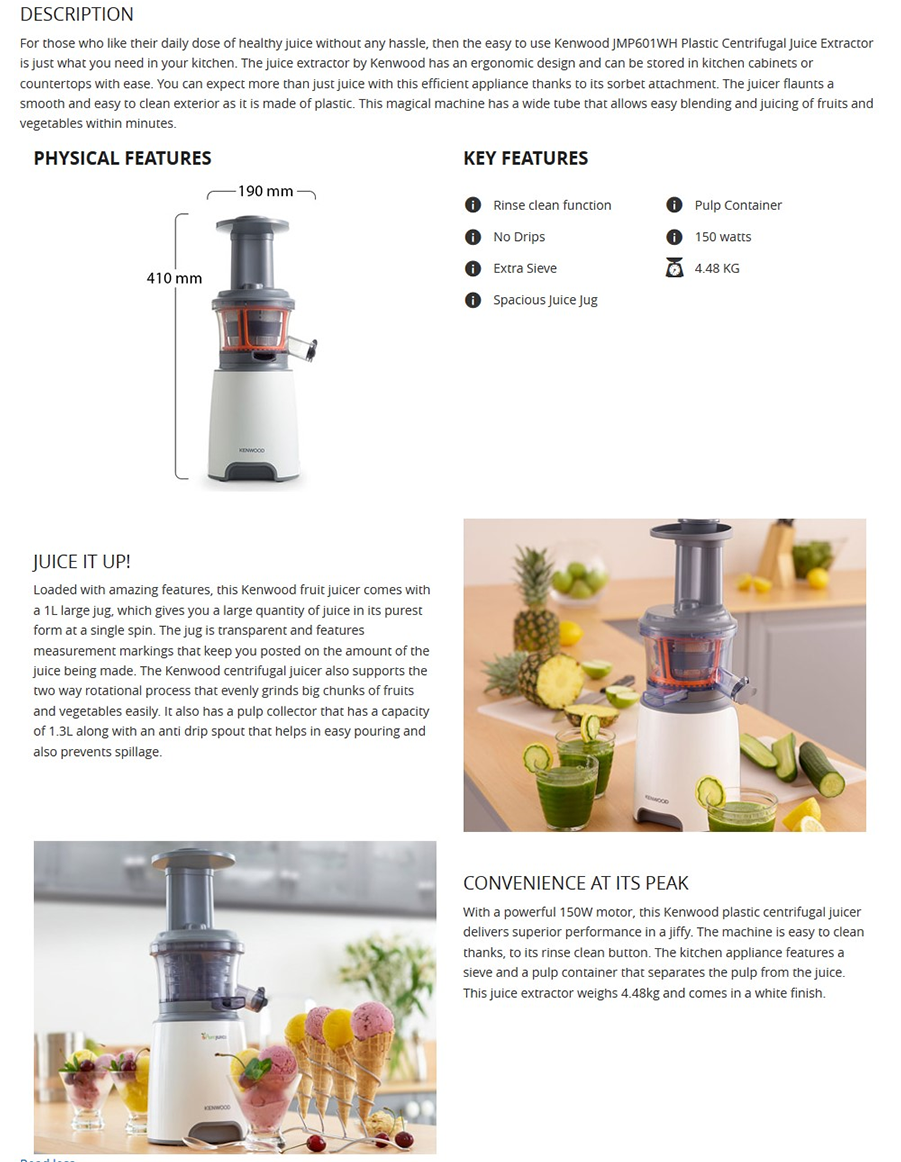 DESCRIPTION
For those who like their daily dose of healthy juice without any hassle, then the easy to use Kenwood JMP601WH Plastic Centrifugal Juice Extractor
is just what you need in your kitchen. The juice extractor by Kenwood has an ergonomic design and can be stored in kitchen cabinets or
countertops with ease. You can expect more than just juice with this efficient appliance thanks to its sorbet attachment. The juicer flaunts a
smooth and easy to clean exterior as it is made of plastic. This magical machine has a wide tube that allows easy blending and juicing of fruits and
vegetables within minutes.
PHYSICAL FEATURES
190 mm
410 mm
KENWOOD
KEY FEATURES
Rinse clean function
No Drips
Extra Sieve
Spacious Juice Jug
Pulp Container
150 watts
4.48 KG
JUICE IT UP!
Loaded with amazing features, this Kenwood fruit juicer comes with
a 1L large jug, which gives you a large quantity of juice in its purest
form at a single spin. The jug is transparent and features
measurement markings that keep you posted on the amount of the
juice being made. The Kenwood centrifugal juicer also supports the
two way rotational process that evenly grinds big chunks of fruits
and vegetables easily. It also has a pulp collector that has a capacity
of 1.3L along with an anti drip spout that helps in easy pouring and
also prevents spillage.
KENWOOD
KENWOOD
CONVENIENCE AT ITS PEAK
With a powerful 150W motor, this Kenwood plastic centrifugal juicer
delivers superior performance in a jiffy. The machine is easy to clean
thanks, to its rinse clean button. The kitchen appliance features a
sieve and a pulp container that separates the pulp from the juice.
This juice extractor weighs 4.48kg and comes in a white finish.